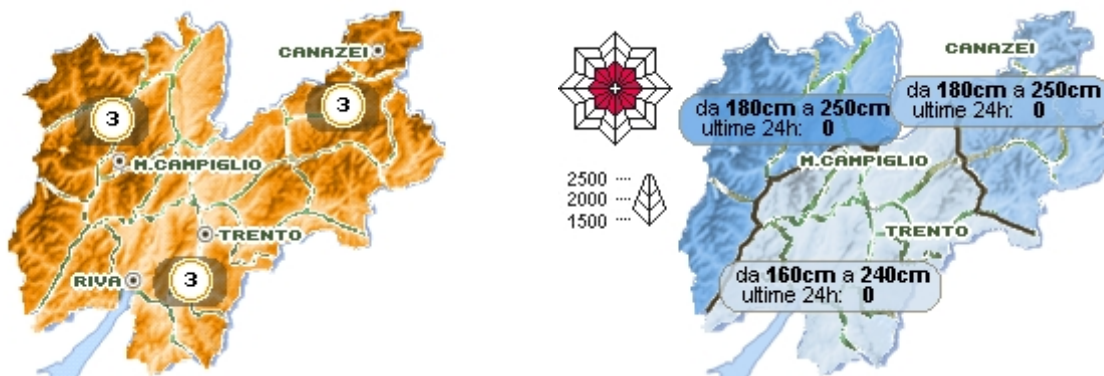 CANAZEI
3
3
M.CAMPIGLIO
TRENTO
RIVA
3
CANAZEI
da 180cm a 250cm
ultime 24h: 0
da 180cm a 250cm
ultime 24h: 0
M.CAMPIGLIO
2500
2000
1500
TRENTO
da 160cm a 240cm
ultime 24h: 0